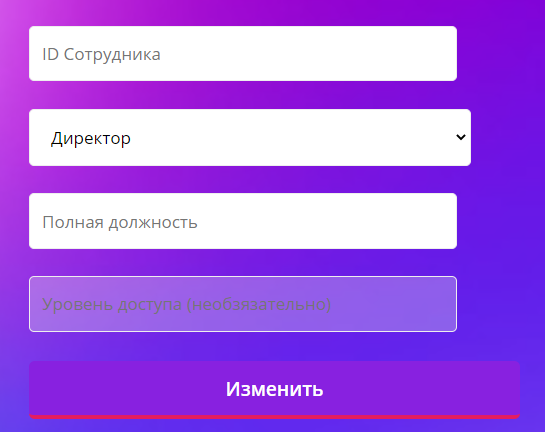 ID Сотрудника
Директор
Полная должность
Уровень доступа (необязательно)
Изменить